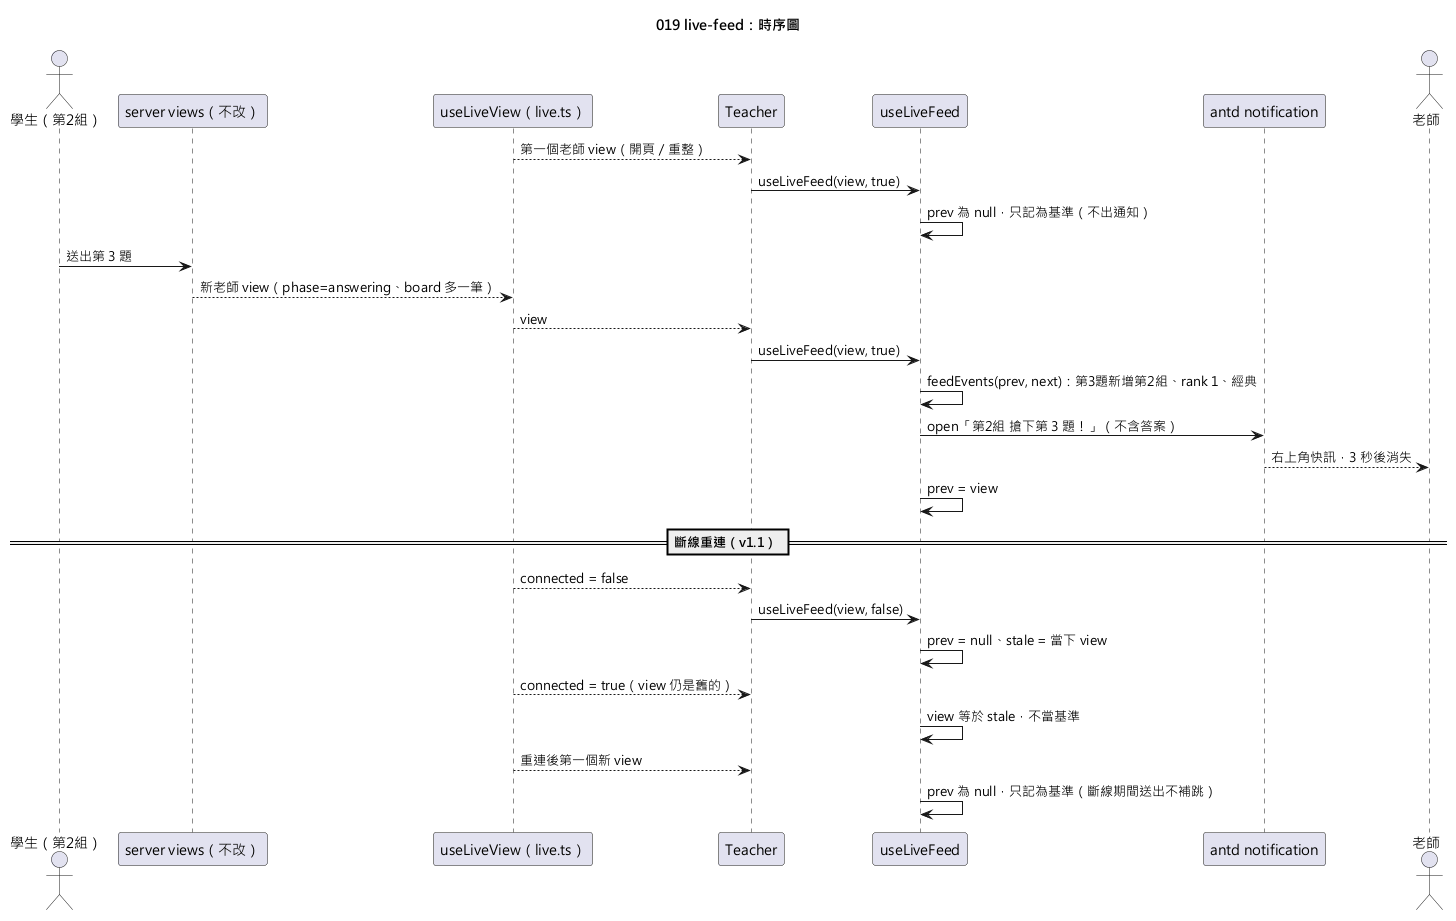 019 live-feed：時序圖
學生（第2組）
server views（不改）
useLiveView（live.ts）
Teacher
useLiveFeed
antd notification
老師
第一個老師 view（開頁／重整）
useLiveFeed(view, true)
prev 為 null．只記為基準（不出通知）
送出第 3 題
新老師 view（phase=answering、board 多一筆）
view
useLiveFeed(view, true)
feedEvents(prev, next)：第3題新增第2組、rank 1、經典
open「第2組 搶下第 3 題！」（不含答案）
右上角快訊．3 秒後消失
prev = view
斷線重連（v1.1）
connected = false
useLiveFeed(view, false)
prev = null、stale = 當下 view
connected = true（view 仍是舊的）
view 等於 stale．不當基準
重連後第一個新 view
prev 為 null．只記為基準（斷線期間送出不補跳）
學生（第2組）
server views（不改）
useLiveView（live.ts）
Teacher
useLiveFeed
antd notification
老師